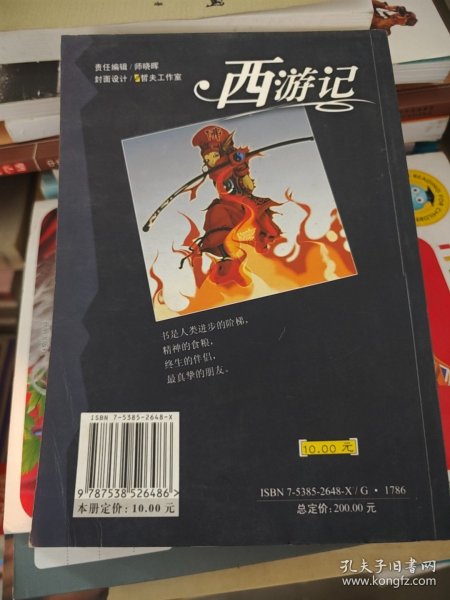 责任编辑/师晓晖
封面设计/哲夫工作室
西游记
READING FOR CHILDREN
书是人类进步的阶梯，
精神的食粮，
终生的伴侣，
最真挚的朋友。
ISBN 7-5385-2648-X
9 787538 526486 >
本册定价：10.00 元
10.00 元
ISBN 7-5385-2648-X/G·1786
总定价：200.00 元
孔夫子旧书网
www.kongfz.com